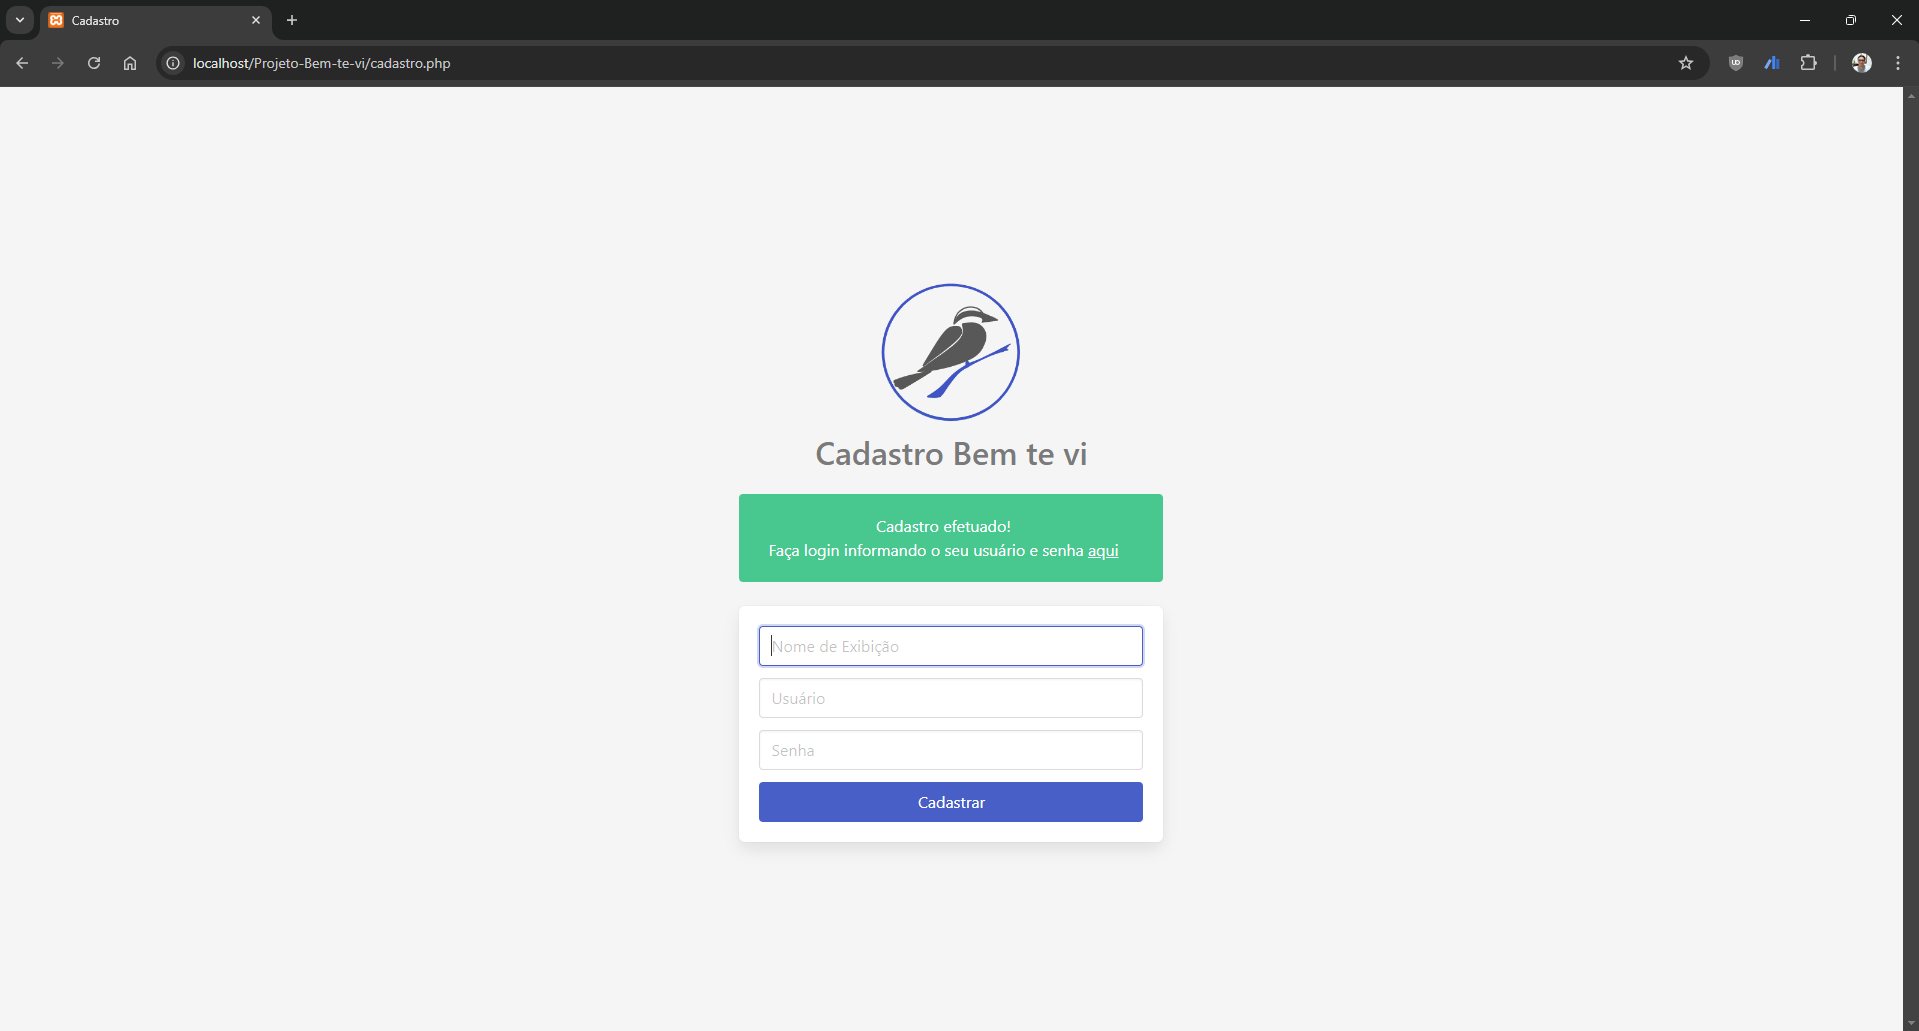 Cadastro
localhost/Projeto-Bem-te-vi/cadastro.php
Cadastro Bem te vi
Cadastro efetuado!
Faça login informando o seu usuário e senha aqui
Nome de Exibição
Usuário
Senha
Cadastrar